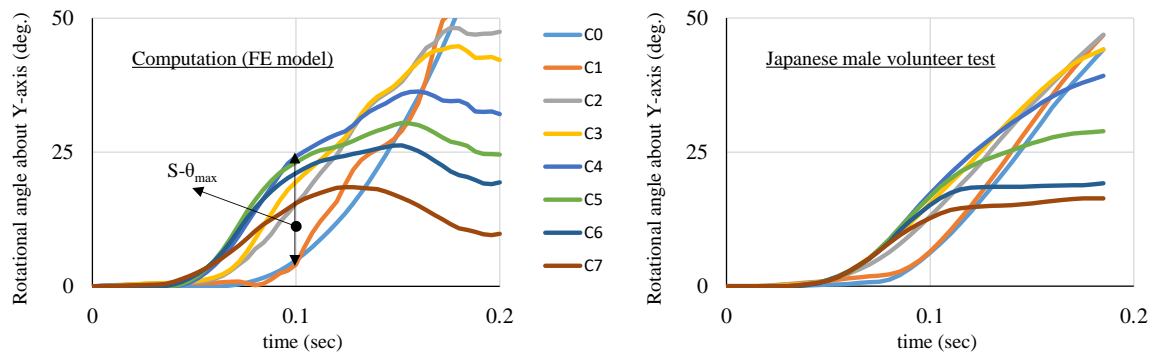 Rotational angle about Y-axis (deg.)
50
25
0
Computation (FE model)
S-θmax
0
0.1
0.2
time (sec)
C0
C1
C2
C3
C4
C5
C6
C7
Rotational angle about Y-axis (deg.)
50
25
0
Japanese male volunteer test
0
0.1
0.2
time (sec)